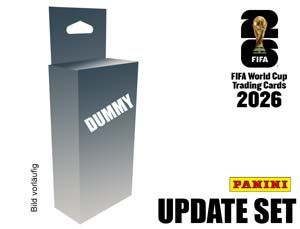 DUMMY
Bild vorläufig
26
FIFA
FIFA World Cup
Trading Cards
2026
PANINI
UPDATE SET